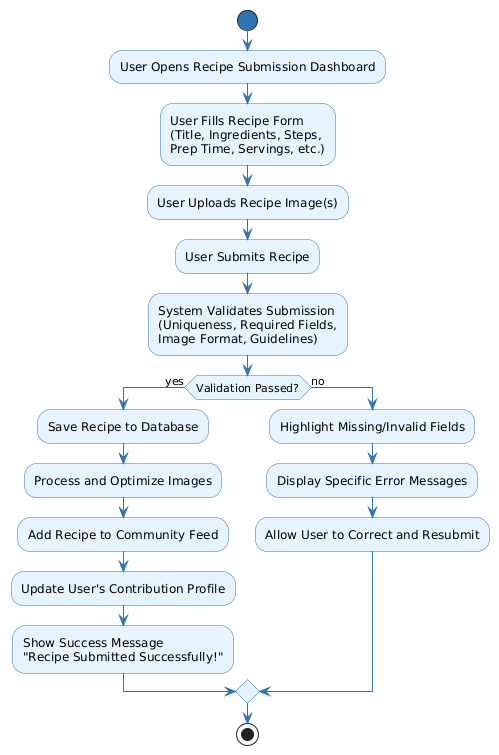 User Opens Recipe Submission Dashboard
User Fills Recipe Form
(Title, Ingredients, Steps,
Prep Time, Servings, etc.)
User Uploads Recipe Image(s)
User Submits Recipe
System Validates Submission
(Uniqueness, Required Fields,
Image Format, Guidelines)
Validation Passed?
yes
Save Recipe to Database
Process and Optimize Images
Add Recipe to Community Feed
Update User's Contribution Profile
Show Success Message
"Recipe Submitted Successfully!"
no
Highlight Missing/Invalid Fields
Display Specific Error Messages
Allow User to Correct and Resubmit